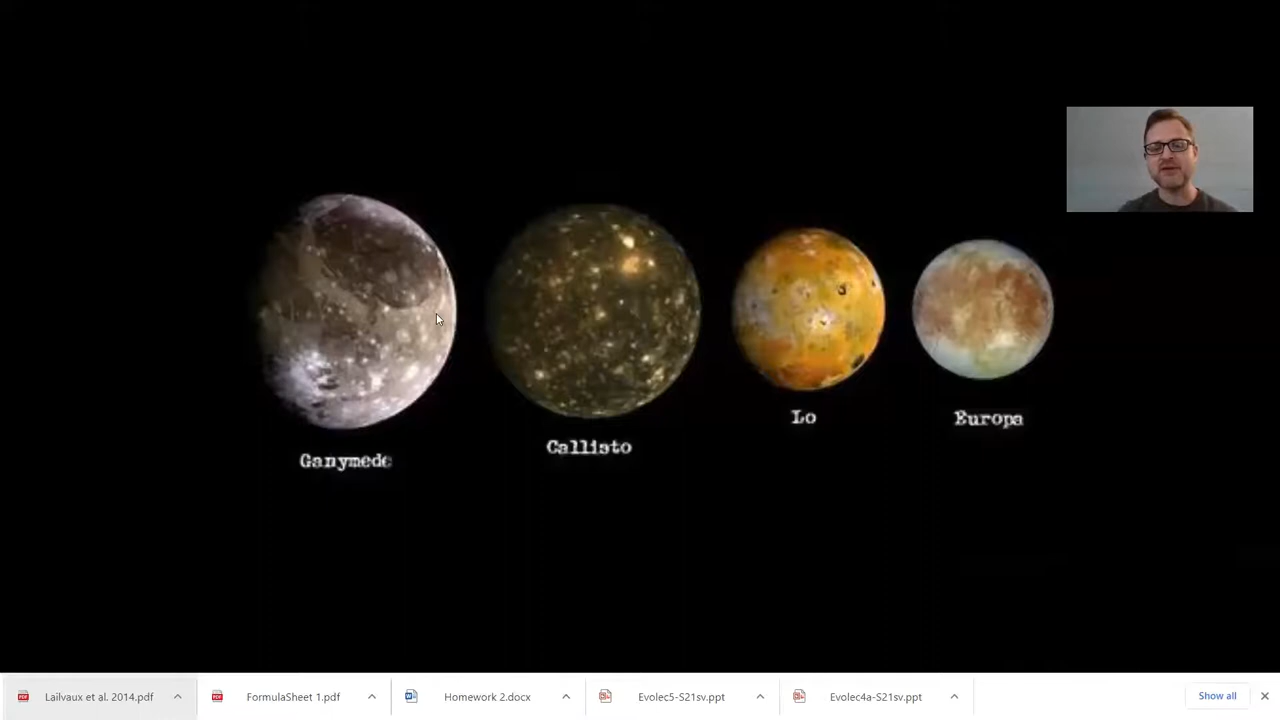 Ganymede
Callisto
Lo
Europa
Lailvaux et al. 2014.pdf
FormulaSheet 1.pdf
Homework 2.docx
Evolec5-S21sv.ppt
Evolec4a-S21sv.ppt
Show all